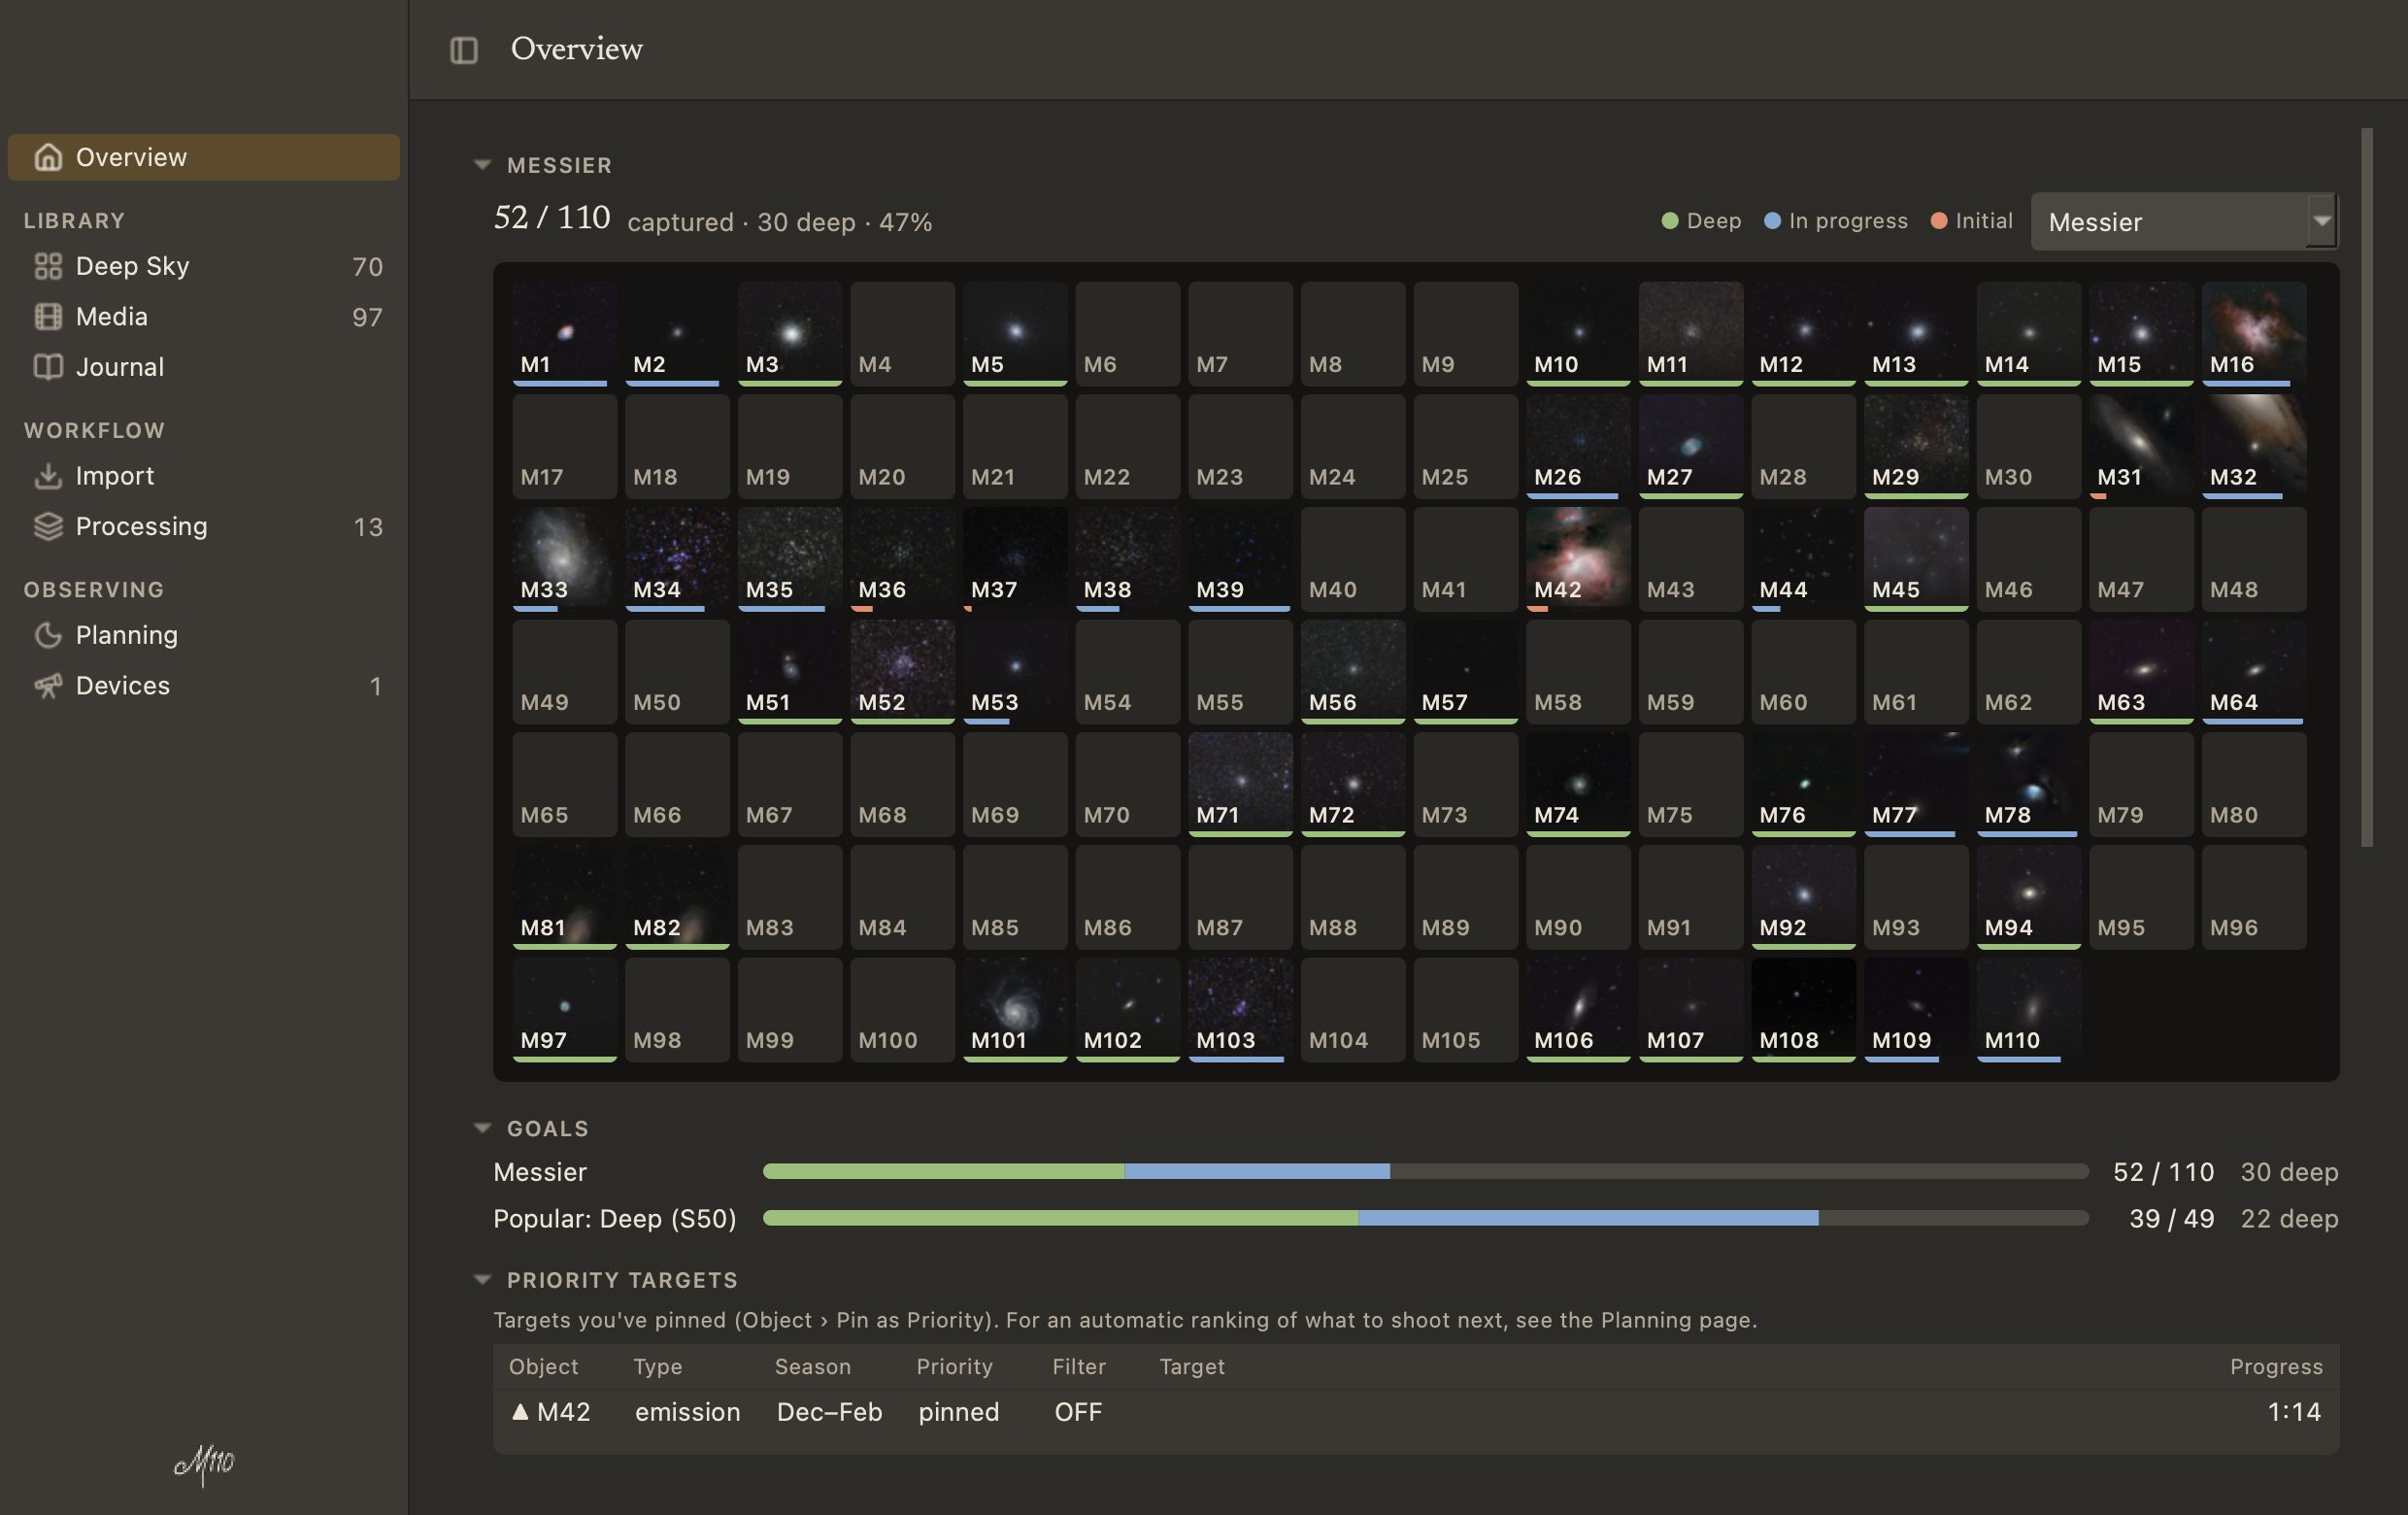 Overview
Overview
LIBRARY
Deep Sky 70
Media 97
Journal
WORKFLOW
Import
Processing 13
OBSERVING
Planning
Devices 1
M110
MESSIER
52 / 110 captured · 30 deep · 47%
Deep In progress Initial Messier
M1 M2 M3 M4 M5 M6 M7 M8 M9 M10 M11 M12 M13 M14 M15 M16
M17 M18 M19 M20 M21 M22 M23 M24 M25 M26 M27 M28 M29 M30 M31 M32
M33 M34 M35 M36 M37 M38 M39 M40 M41 M42 M43 M44 M45 M46 M47 M48
M49 M50 M51 M52 M53 M54 M55 M56 M57 M58 M59 M60 M61 M62 M63 M64
M65 M66 M67 M68 M69 M70 M71 M72 M73 M74 M75 M76 M77 M78 M79 M80
M81 M82 M83 M84 M85 M86 M87 M88 M89 M90 M91 M92 M93 M94 M95 M96
M97 M98 M99 M100 M101 M102 M103 M104 M105 M106 M107 M108 M109 M110
GOALS
Messier 52 / 110 30 deep
Popular: Deep (S50) 39 / 49 22 deep
PRIORITY TARGETS
Targets you've pinned (Object › Pin as Priority). For an automatic ranking of what to shoot next, see the Planning page.
Object Type Season Priority Filter Target Progress
M42 emission Dec–Feb pinned OFF 1:14